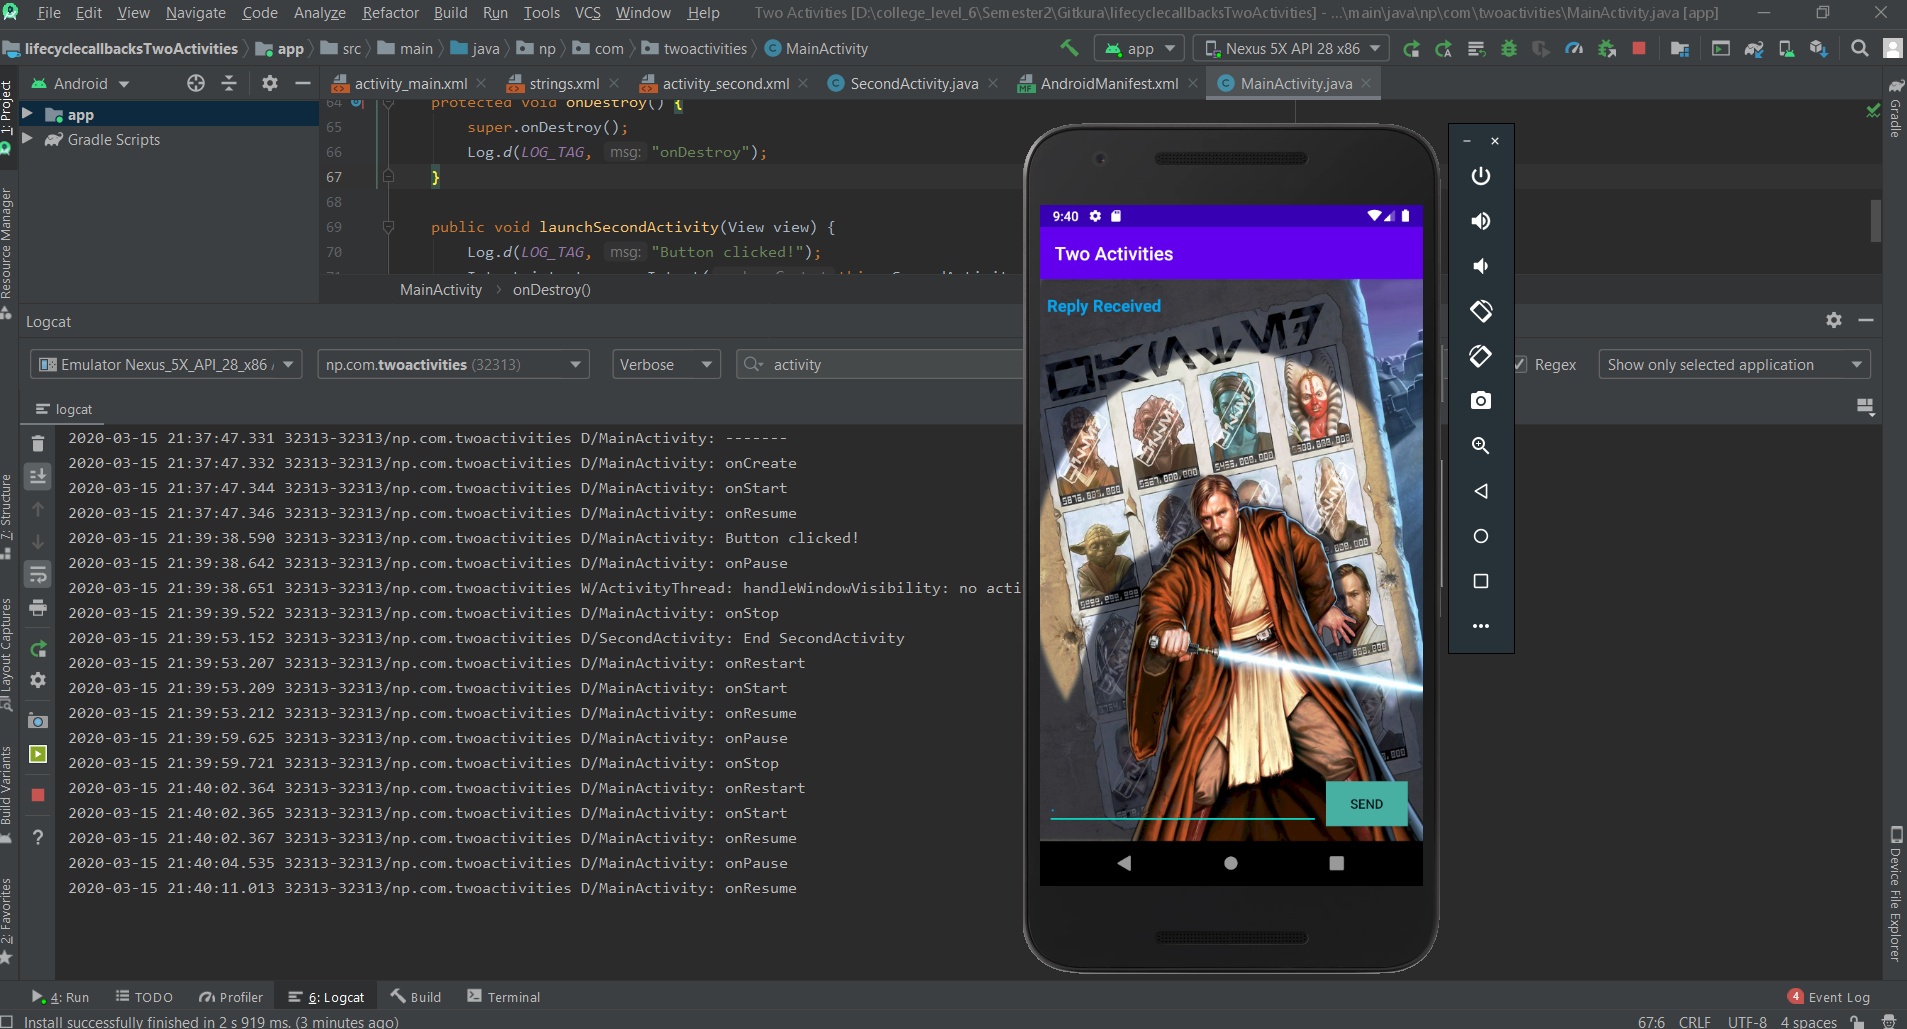 File Edit View Navigate Code Analyze Refactor Build Run Tools VCS Window Help Two Activities [D:\college_level_6\Semester2\Gitkura\lifecyclecallbacksTwoActivities] - ...\main\java\np\com\twoactivities\MainActivity.java [app]
lifecyclecallbacksTwoActivities app src main java np com twoactivities MainActivity app Nexus 5X API 28 x86
Android activity_main.xml strings.xml activity_second.xml SecondActivity.java AndroidManifest.xml MainActivity.java
1: Project
Resource Manager
7: Structure
Layout Captures
Build Variants
2: Favorites
app
Gradle Scripts
64 protected void onDestroy() {
65 super.onDestroy();
66 Log.d(LOG_TAG, msg: "onDestroy");
67 }
68
69 public void launchSecondActivity(View view) {
70 Log.d(LOG_TAG, msg: "Button clicked!");
MainActivity onDestroy()
Logcat
Emulator Nexus_5X_API_28_x86 np.com.twoactivities (32313) Verbose activity Regex Show only selected application
logcat
2020-03-15 21:37:47.331 32313-32313/np.com.twoactivities D/MainActivity: -------
2020-03-15 21:37:47.332 32313-32313/np.com.twoactivities D/MainActivity: onCreate
2020-03-15 21:37:47.344 32313-32313/np.com.twoactivities D/MainActivity: onStart
2020-03-15 21:37:47.346 32313-32313/np.com.twoactivities D/MainActivity: onResume
2020-03-15 21:39:38.590 32313-32313/np.com.twoactivities D/MainActivity: Button clicked!
2020-03-15 21:39:38.642 32313-32313/np.com.twoactivities D/MainActivity: onPause
2020-03-15 21:39:38.651 32313-32313/np.com.twoactivities W/ActivityThread: handleWindowVisibility: no acti
2020-03-15 21:39:39.522 32313-32313/np.com.twoactivities D/MainActivity: onStop
2020-03-15 21:39:53.152 32313-32313/np.com.twoactivities D/SecondActivity: End SecondActivity
2020-03-15 21:39:53.207 32313-32313/np.com.twoactivities D/MainActivity: onRestart
2020-03-15 21:39:53.209 32313-32313/np.com.twoactivities D/MainActivity: onStart
2020-03-15 21:39:53.212 32313-32313/np.com.twoactivities D/MainActivity: onResume
2020-03-15 21:39:59.625 32313-32313/np.com.twoactivities D/MainActivity: onPause
2020-03-15 21:39:59.721 32313-32313/np.com.twoactivities D/MainActivity: onStop
2020-03-15 21:40:02.364 32313-32313/np.com.twoactivities D/MainActivity: onRestart
2020-03-15 21:40:02.365 32313-32313/np.com.twoactivities D/MainActivity: onStart
2020-03-15 21:40:02.367 32313-32313/np.com.twoactivities D/MainActivity: onResume
2020-03-15 21:40:04.535 32313-32313/np.com.twoactivities D/MainActivity: onPause
2020-03-15 21:40:11.013 32313-32313/np.com.twoactivities D/MainActivity: onResume
9:40
Two Activities
Reply Received
SEND
Gradle
Device File Explorer
4: Run TODO Profiler 6: Logcat Build Terminal 4 Event Log
Install successfully finished in 2 s 919 ms. (3 minutes ago) 67:6 CRLF UTF-8 4 spaces